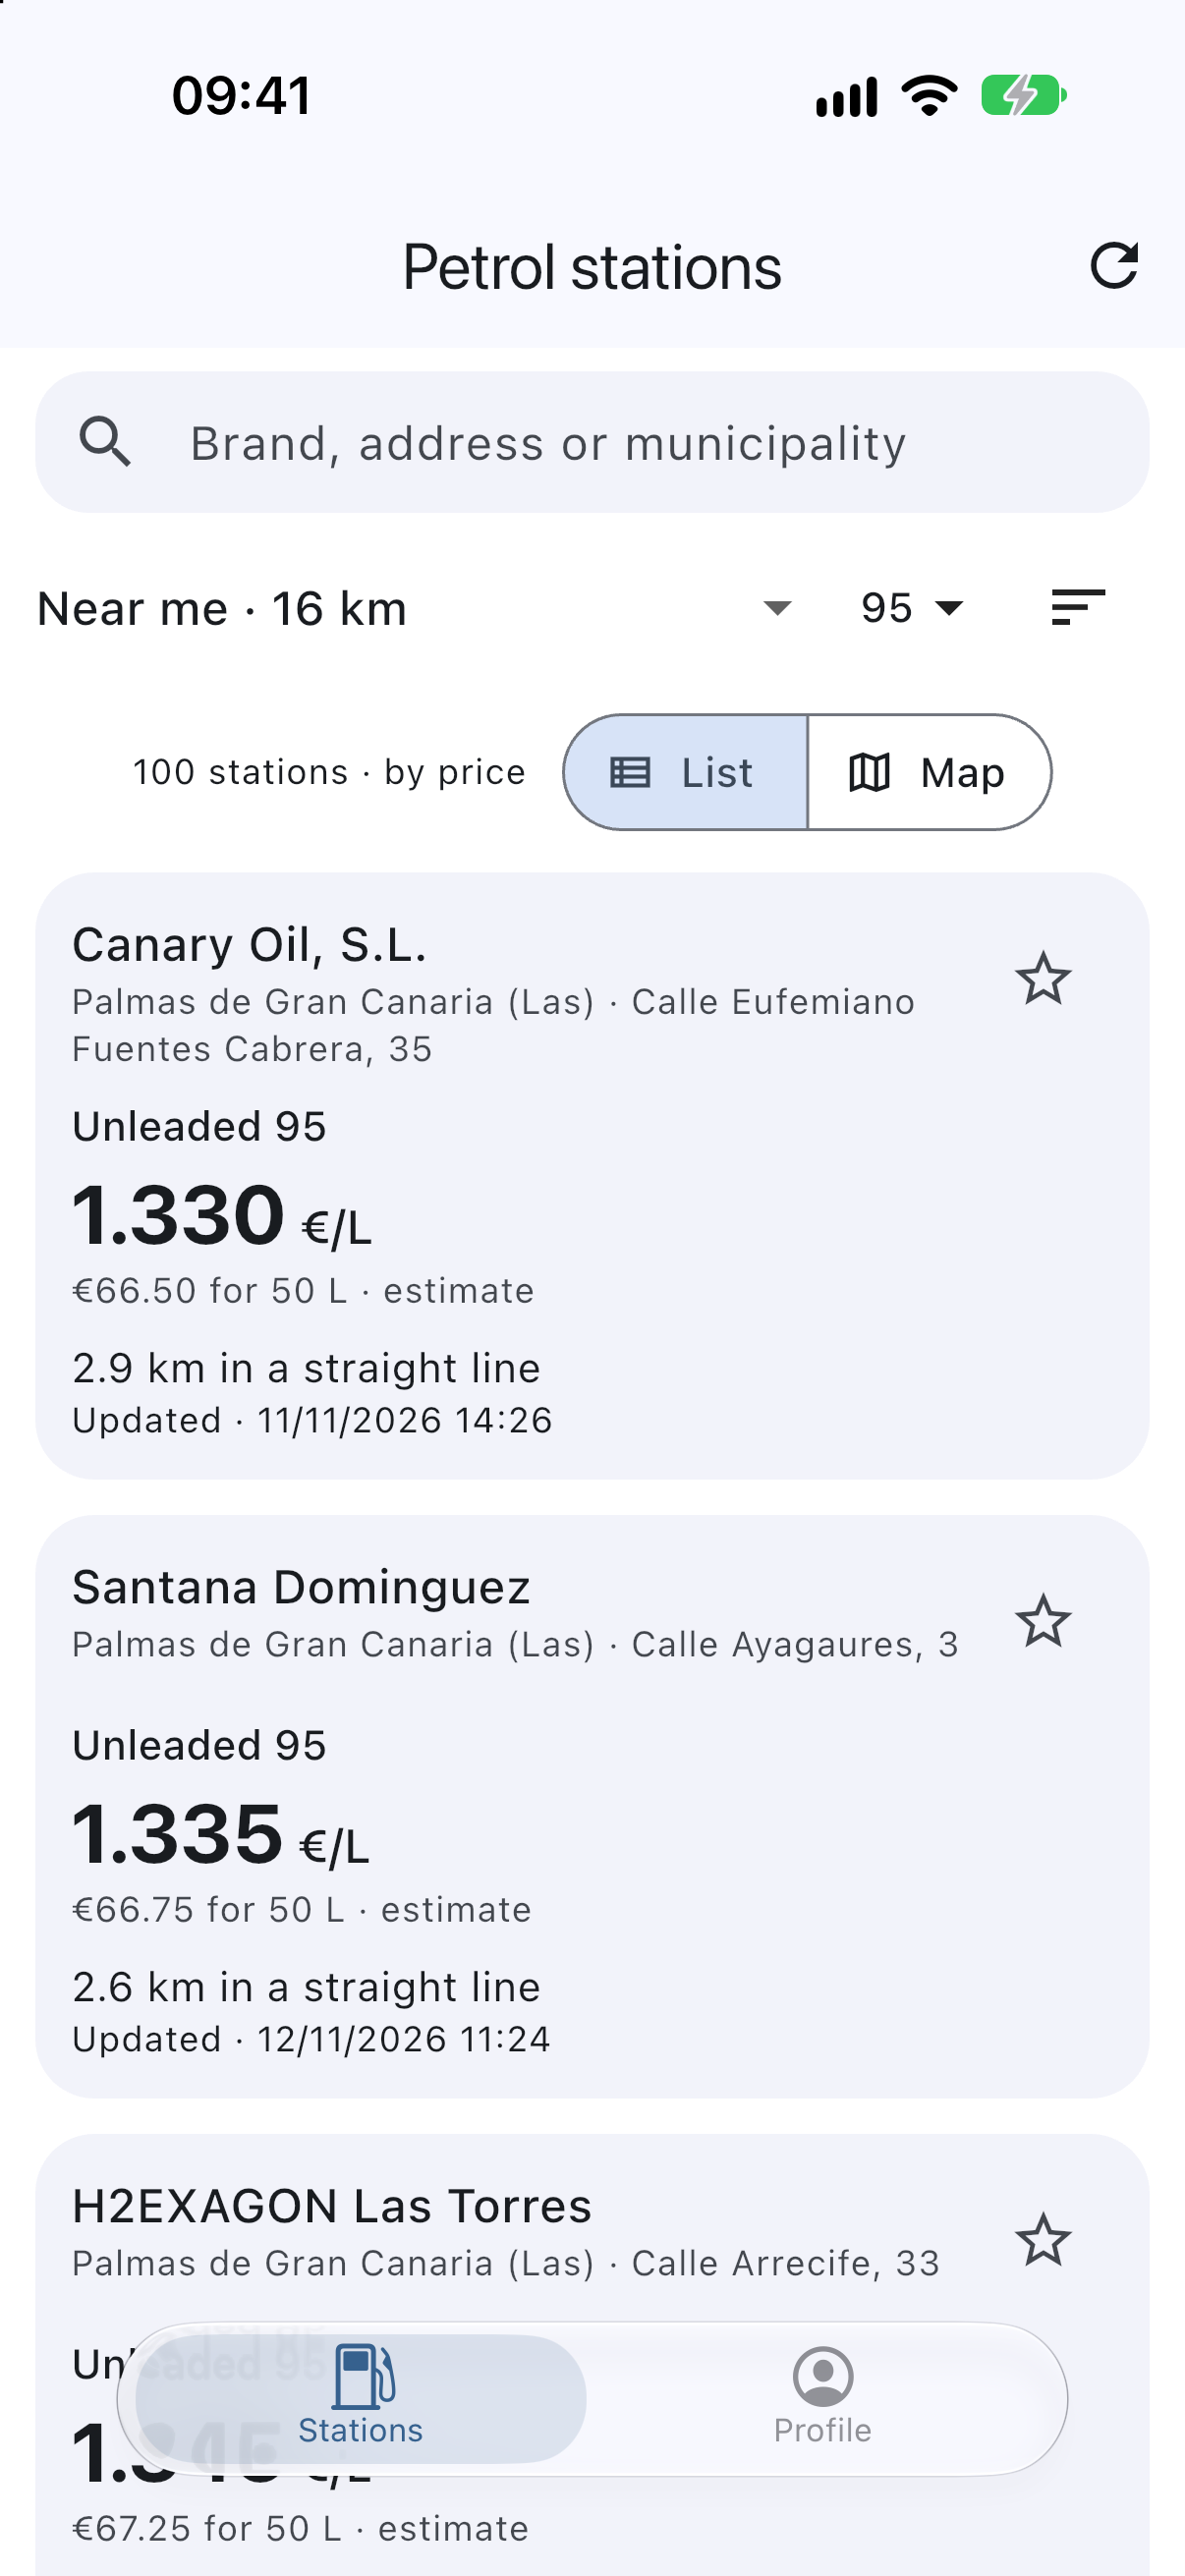 09:41
Petrol stations
Brand, address or municipality
Near me · 16 km
95
100 stations · by price
List
Map
Canary Oil, S.L.
Palmas de Gran Canaria (Las) · Calle Eufemiano
Fuentes Cabrera, 35
Unleaded 95
1.330 €/L
€66.50 for 50 L · estimate
2.9 km in a straight line
Updated · 11/11/2026 14:26
Santana Dominguez
Palmas de Gran Canaria (Las) · Calle Ayagaures, 3
Unleaded 95
1.335 €/L
€66.75 for 50 L · estimate
2.6 km in a straight line
Updated · 12/11/2026 11:24
H2EXAGON Las Torres
Palmas de Gran Canaria (Las) · Calle Arrecife, 33
Unleaded 95
1.345 €/L
Stations
Profile
€67.25 for 50 L · estimate